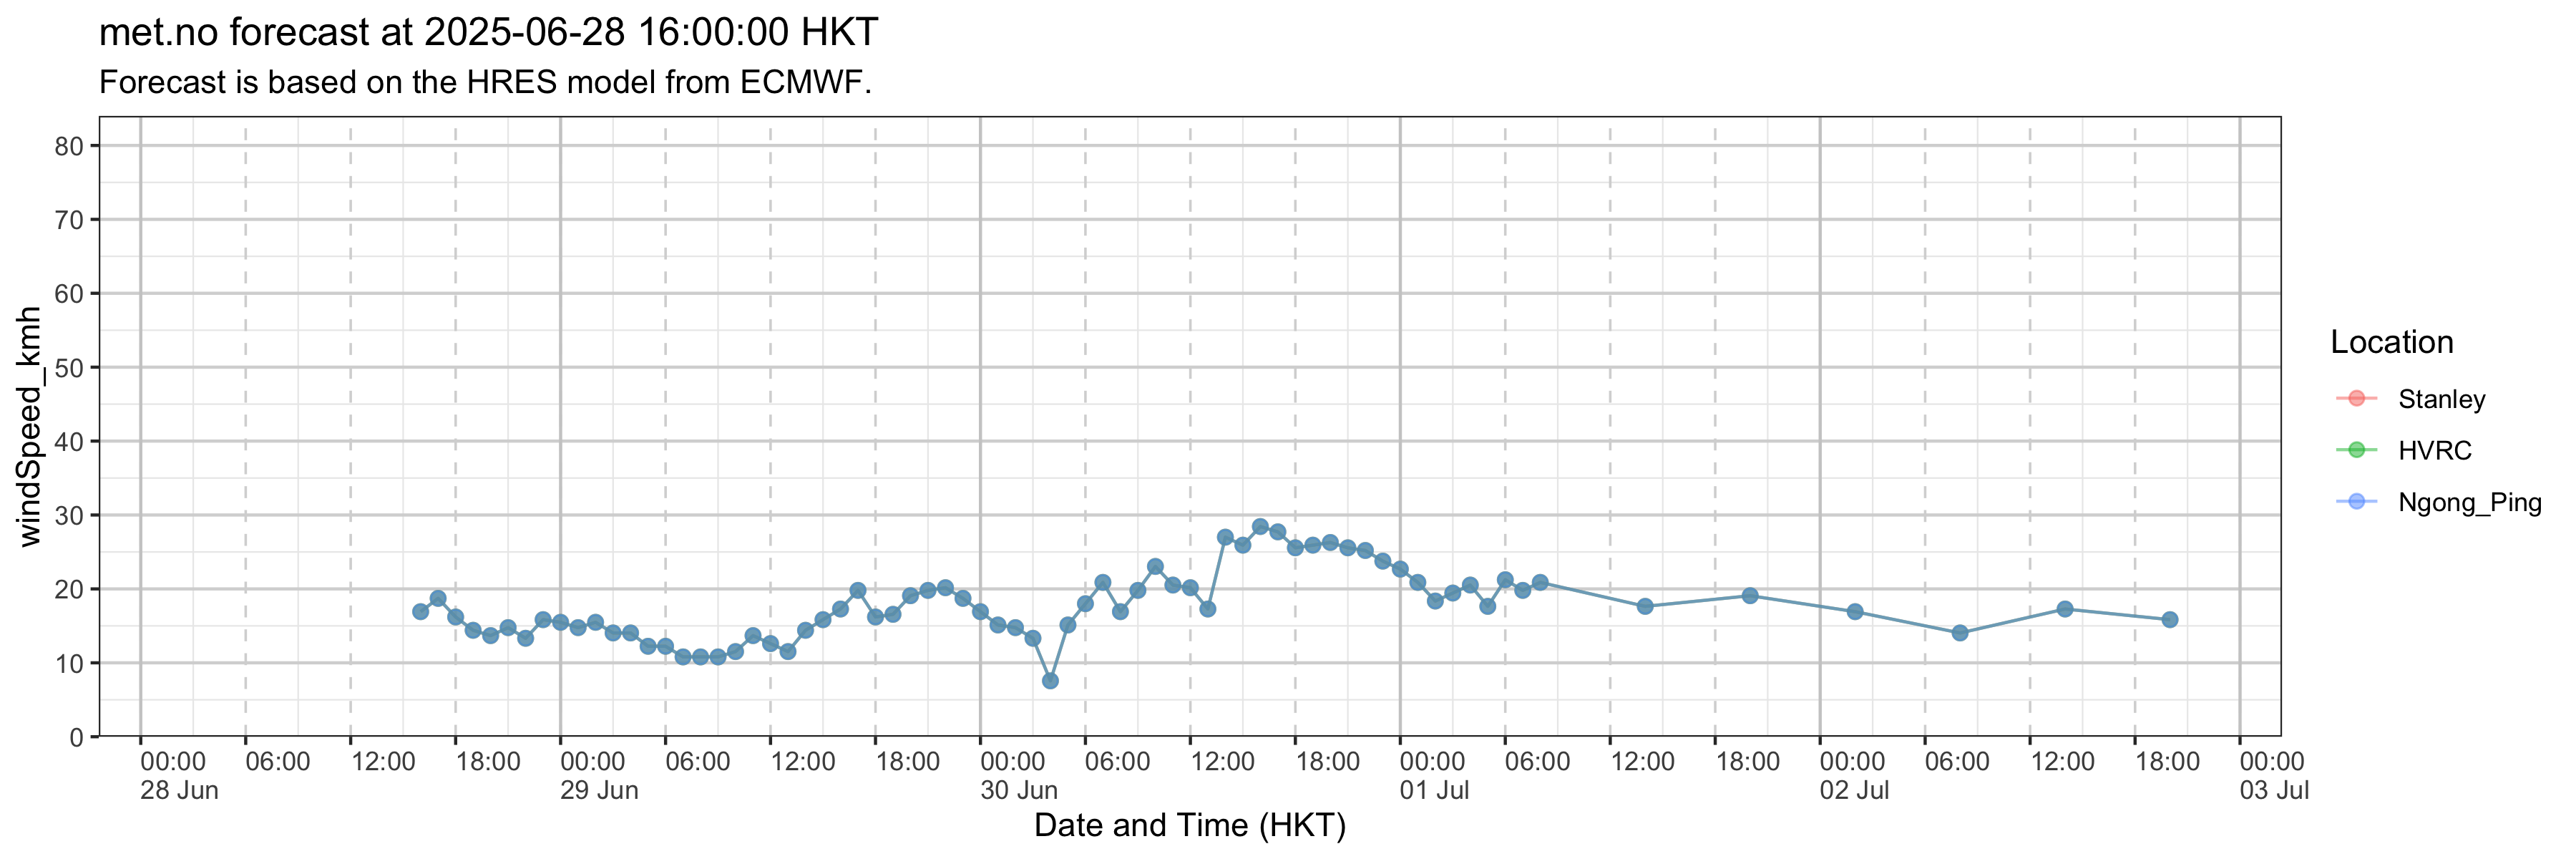 met.no forecast at 2025-06-28 16:00:00 HKT
Forecast is based on the HRES model from ECMWF.
windSpeed_kmh
80
70
60
50
40
30
20
10
0
00:00 06:00 12:00 18:00 00:00 06:00 12:00 18:00 00:00 06:00 12:00 18:00 00:00 06:00 12:00 18:00 00:00 06:00 12:00 18:00 00:00
28 Jun 29 Jun 30 Jun 01 Jul 02 Jul 03 Jul
Date and Time (HKT)
Location
Stanley
HVRC
Ngong_Ping